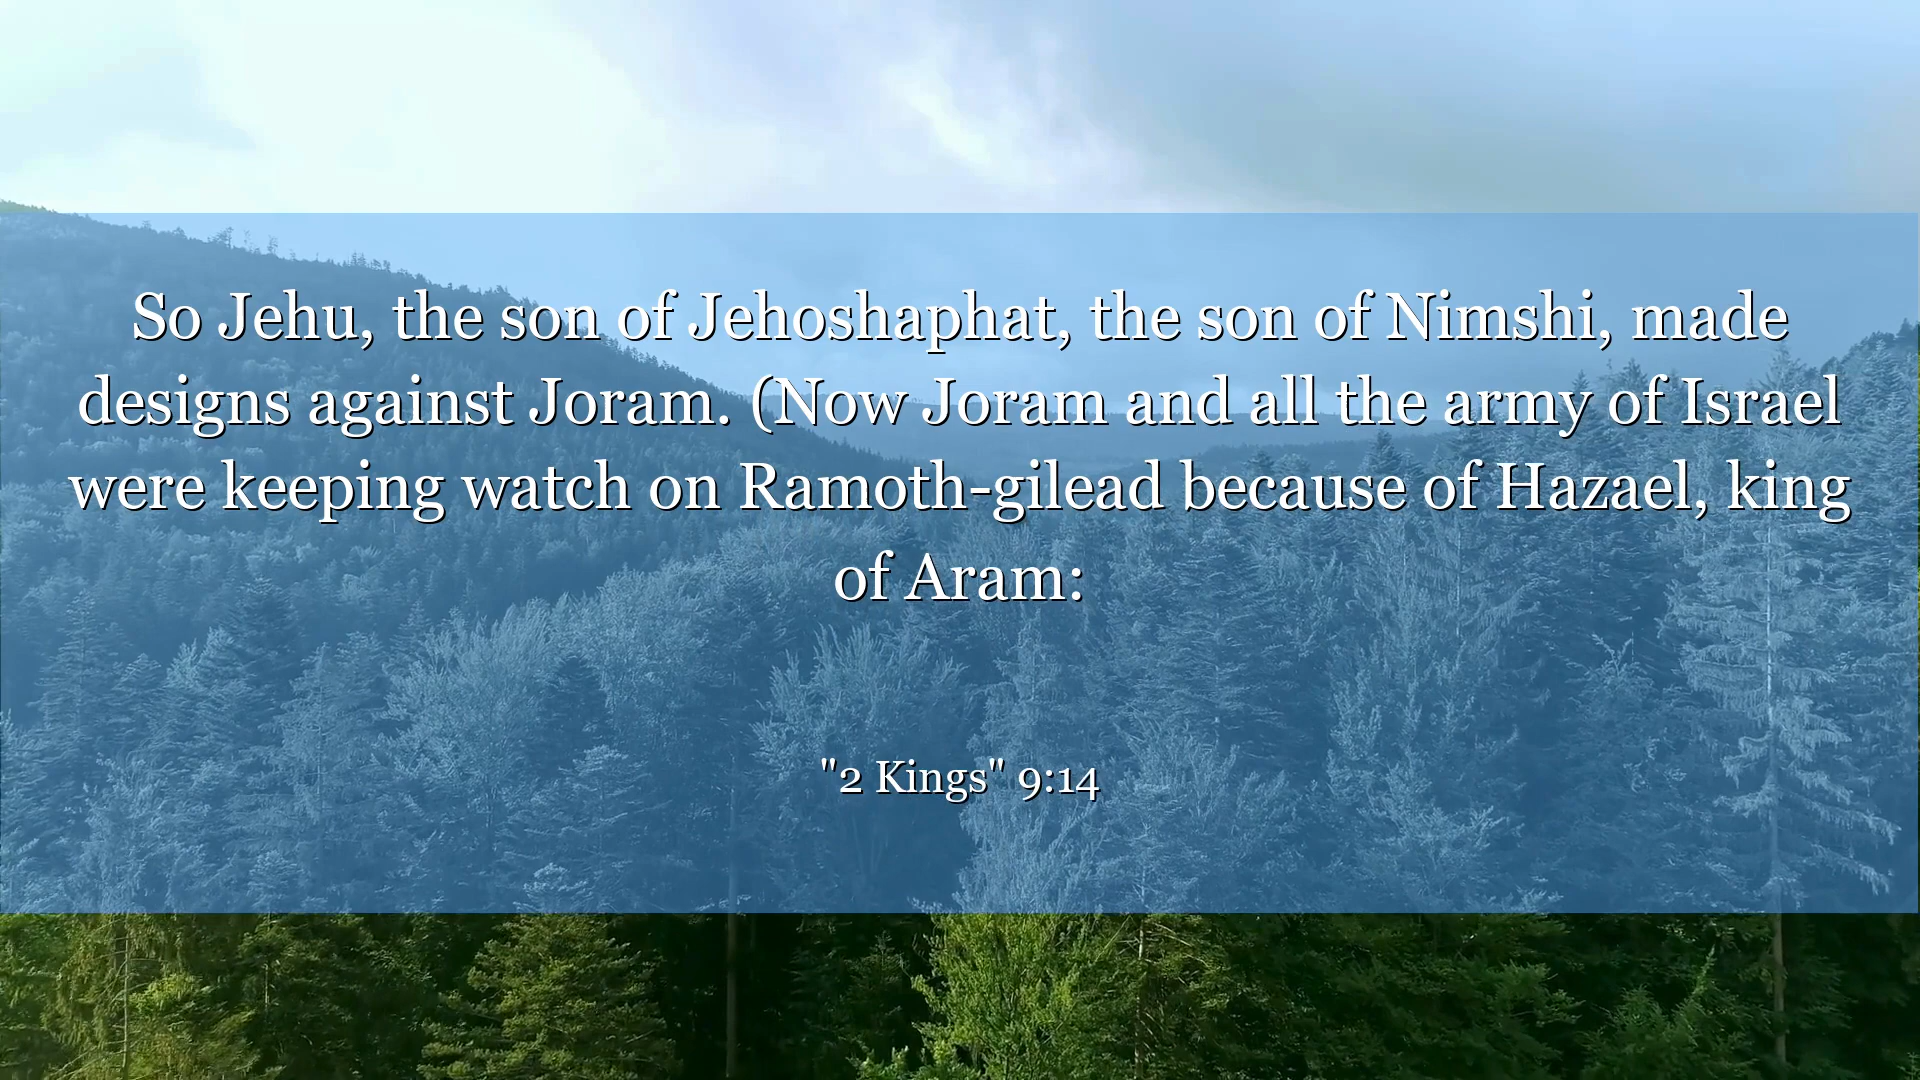 So Jehu, the son of Jehoshaphat, the son of Nimshi, made
designs against Joram. (Now Joram and all the army of Israel
were keeping watch on Ramoth-gilead because of Hazael, king
of Aram:
"2 Kings" 9:14